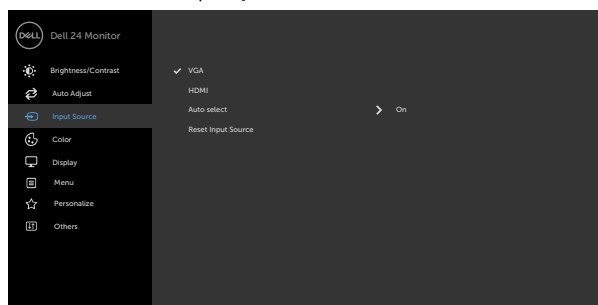 DELL Dell 24 Monitor
Brightness/Contrast
VGA
HDMI
Auto Adjust
Auto select On
Input Source
Reset Input Source
Color
Display
Menu
Personalize
Others